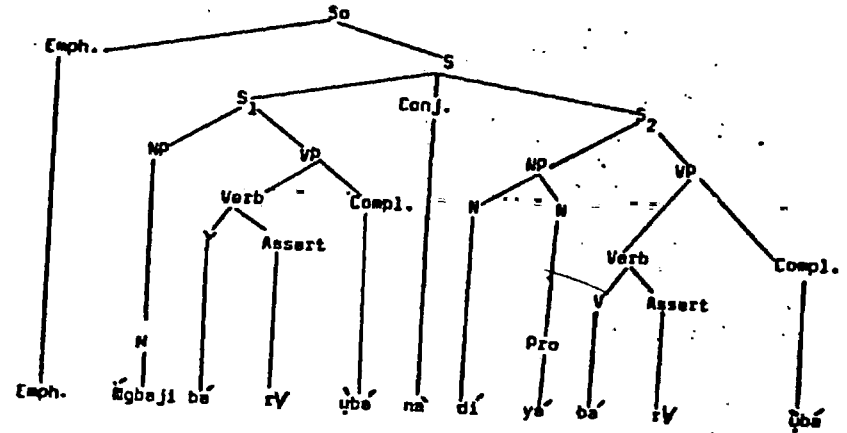 So
Emph. S
S1 Conj. S2
NP VP NP VP
Verb Compl. N N
V Assert Verb Compl.
V Assert
N Pro
Emph. bá rV ụ̀bá nà dí yá bá rV ụ̀bá